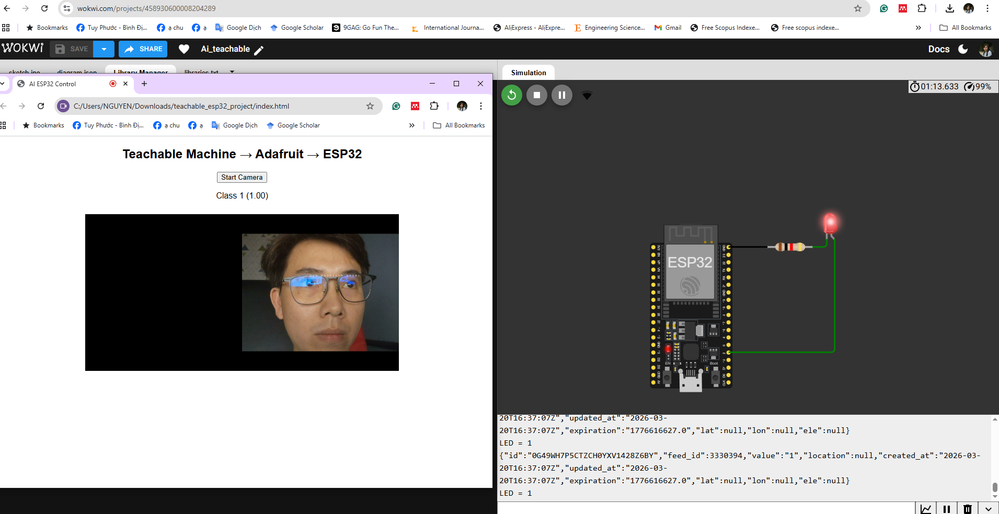 wokwi.com/projects/458930600008204289
Bookmarks
Tuy Phước - Bình Đị...
ạ chu
ạ
Google Dịch
Google Scholar
9GAG: Go Fun The...
International Journa...
AliExpress - AliExpre...
Engineering Science...
Gmail
Free Scopus Indexe...
Free scopus indexe...
All Bookmarks
WOKWI
SAVE
SHARE
Ai_teachable
Docs
sketch.ino
diagram.json
Library Manager
libraries.txt
Simulation
AI ESP32 Control
C:/Users/NGUYEN/Downloads/teachable_esp32_project/index.html
Bookmarks
Tuy Phước - Bình Đị...
ạ chu
ạ
Google Dịch
Google Scholar
All Bookmarks
Teachable Machine → Adafruit → ESP32
Start Camera
Class 1 (1.00)
01:13.633
99%
ESP32
EN
Boot
20T16:37:07Z","updated_at":"2026-03-
20T16:37:07Z","expiration":"1776616627.0","lat":null,"lon":null,"ele":null}
LED = 1
{"id":"0G49WH7P5CTZCH0YXV1428Z6BY","feed_id":3330394,"value":"1","location":null,"created_at":"2026-03-
20T16:37:07Z","updated_at":"2026-03-
20T16:37:07Z","expiration":"1776616627.0","lat":null,"lon":null,"ele":null}
LED = 1